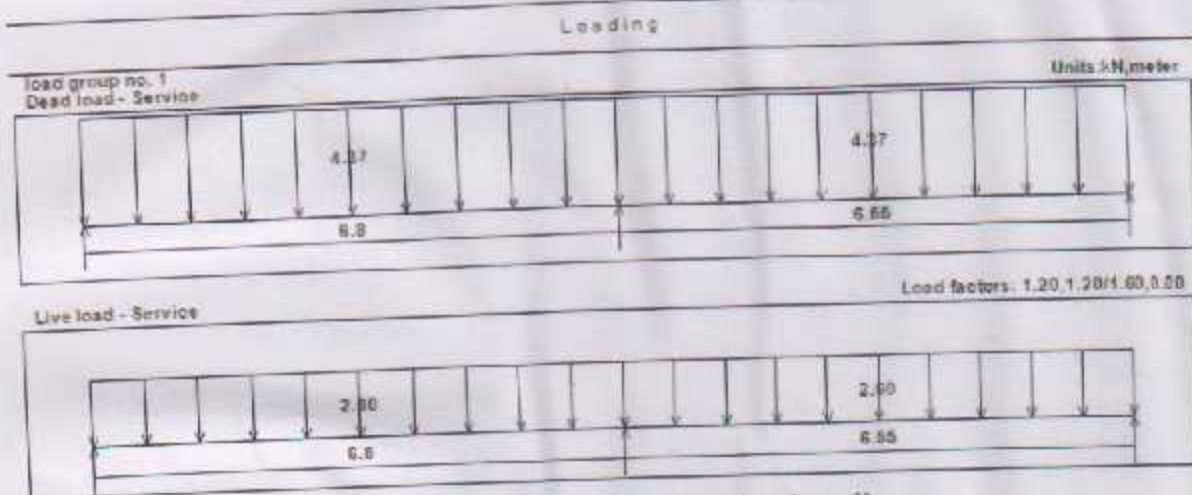 Loading
load group no. 1
Units:kN,meter
Dead load - Service
4.37 4.37
6.8 6.55
Load factors: 1.20,1.20/1.60,0.00
Live load - Service
2.60 2.60
6.8 6.55